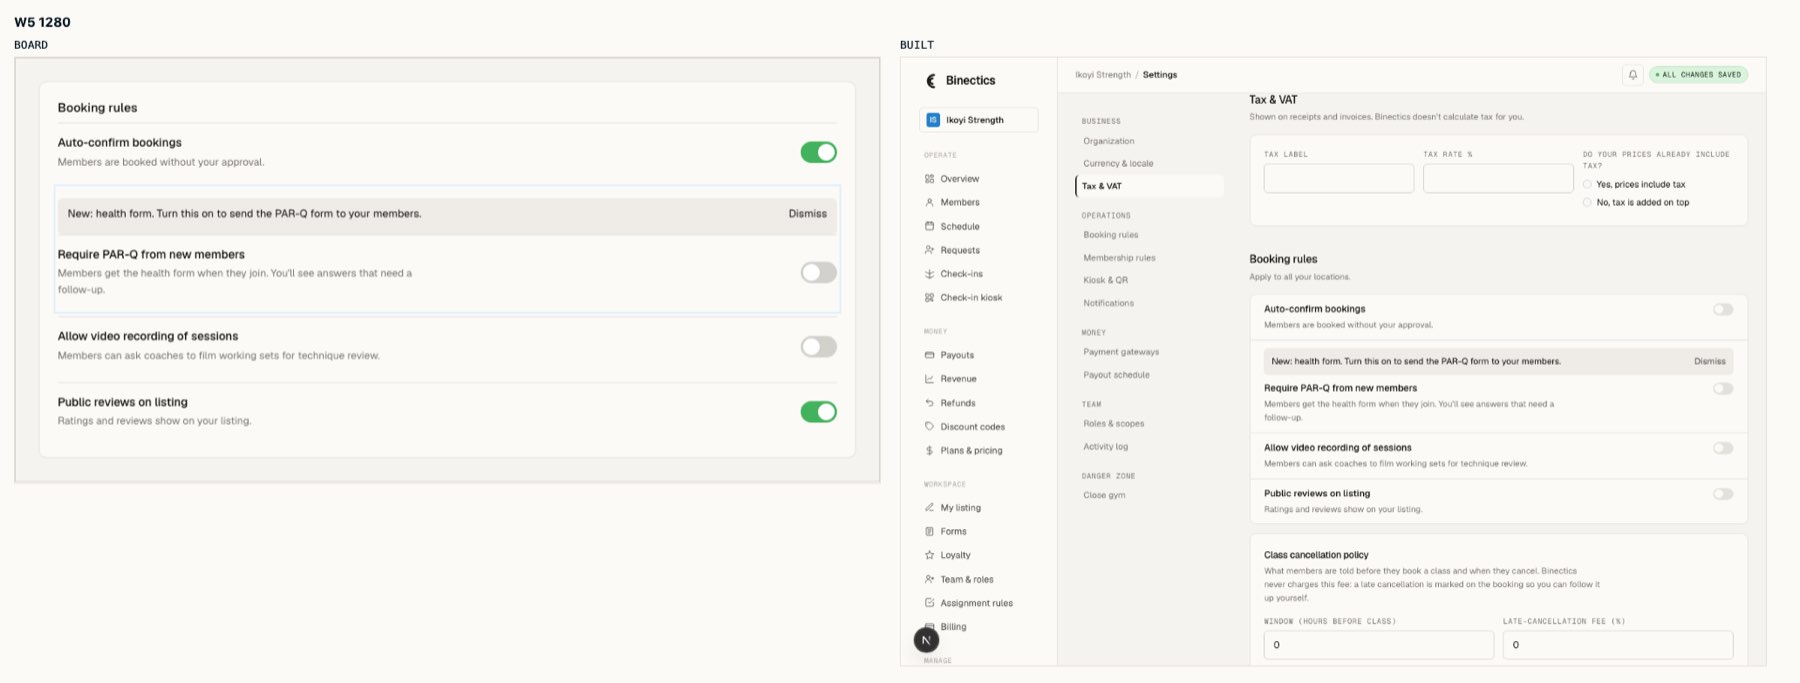 W5 1280
BOARD
Booking rules
Auto-confirm bookings
Members are booked without your approval.
New: health form. Turn this on to send the PAR-Q form to your members.
Dismiss
Require PAR-Q from new members
Members get the health form when they join. You'll see answers that need a
follow-up.
Allow video recording of sessions
Members can ask coaches to film working sets for technique review.
Public reviews on listing
Ratings and reviews show on your listing.
BUILT
Binectics
IS Ikoyi Strength
OPERATE
Overview
Members
Schedule
Requests
Check-ins
Check-in kiosk
MONEY
Payouts
Revenue
Refunds
Discount codes
Plans & pricing
WORKSPACE
My listing
Forms
Loyalty
Team & roles
Assignment rules
Billing
N
MANAGE
Ikoyi Strength / Settings
ALL CHANGES SAVED
BUSINESS
Organization
Currency & locale
Tax & VAT
OPERATIONS
Booking rules
Membership rules
Kiosk & QR
Notifications
MONEY
Payment gateways
Payout schedule
TEAM
Roles & scopes
Activity log
DANGER ZONE
Close gym
Tax & VAT
Shown on receipts and invoices. Binectics doesn't calculate tax for you.
TAX LABEL
TAX RATE %
DO YOUR PRICES ALREADY INCLUDE
TAX?
Yes, prices include tax
No, tax is added on top
Booking rules
Apply to all your locations.
Auto-confirm bookings
Members are booked without your approval.
New: health form. Turn this on to send the PAR-Q form to your members.
Dismiss
Require PAR-Q from new members
Members get the health form when they join. You'll see answers that need a
follow-up.
Allow video recording of sessions
Members can ask coaches to film working sets for technique review.
Public reviews on listing
Ratings and reviews show on your listing.
Class cancellation policy
What members are told before they book a class and when they cancel. Binectics
never charges this fee: a late cancellation is marked on the booking so you can follow it
up yourself.
WINDOW (HOURS BEFORE CLASS)
0
LATE-CANCELLATION FEE (%)
0